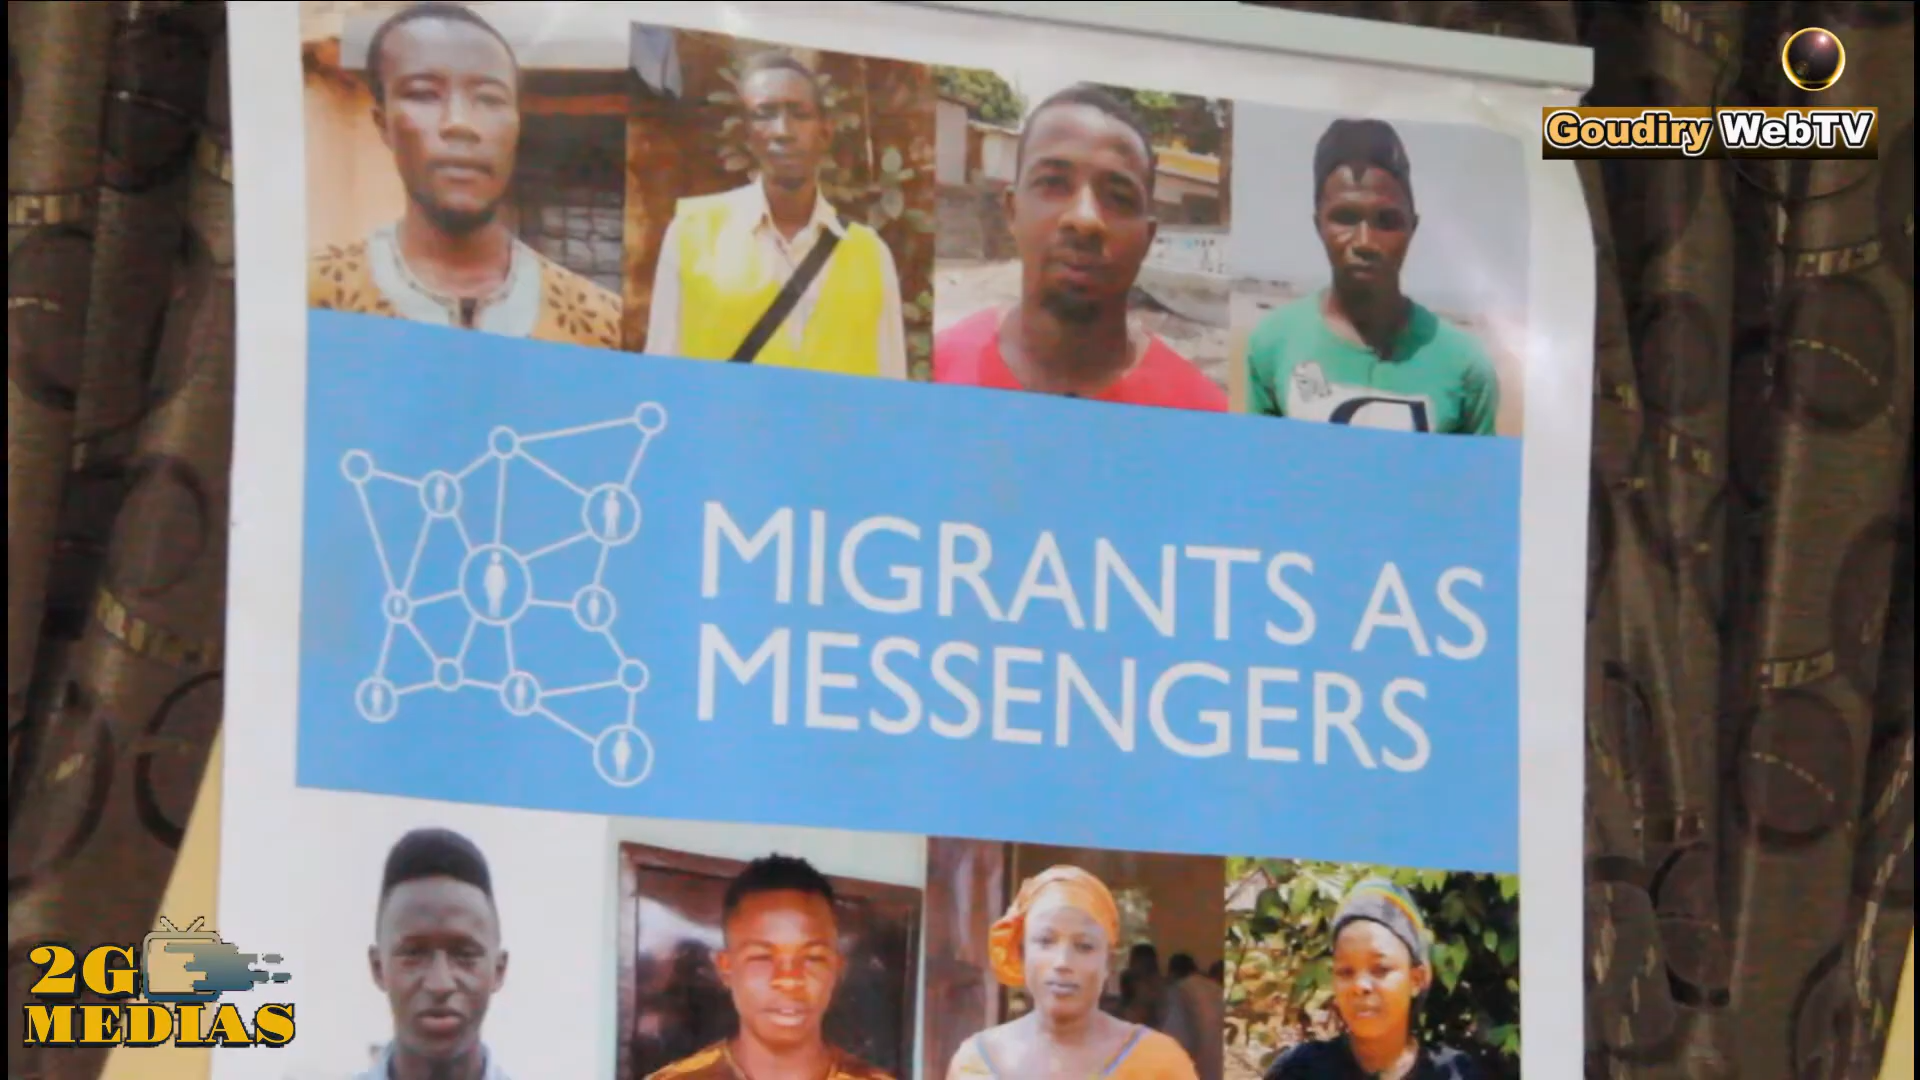 Goudiry WebTV
MIGRANTS AS
MESSENGERS
2G
MEDIAS